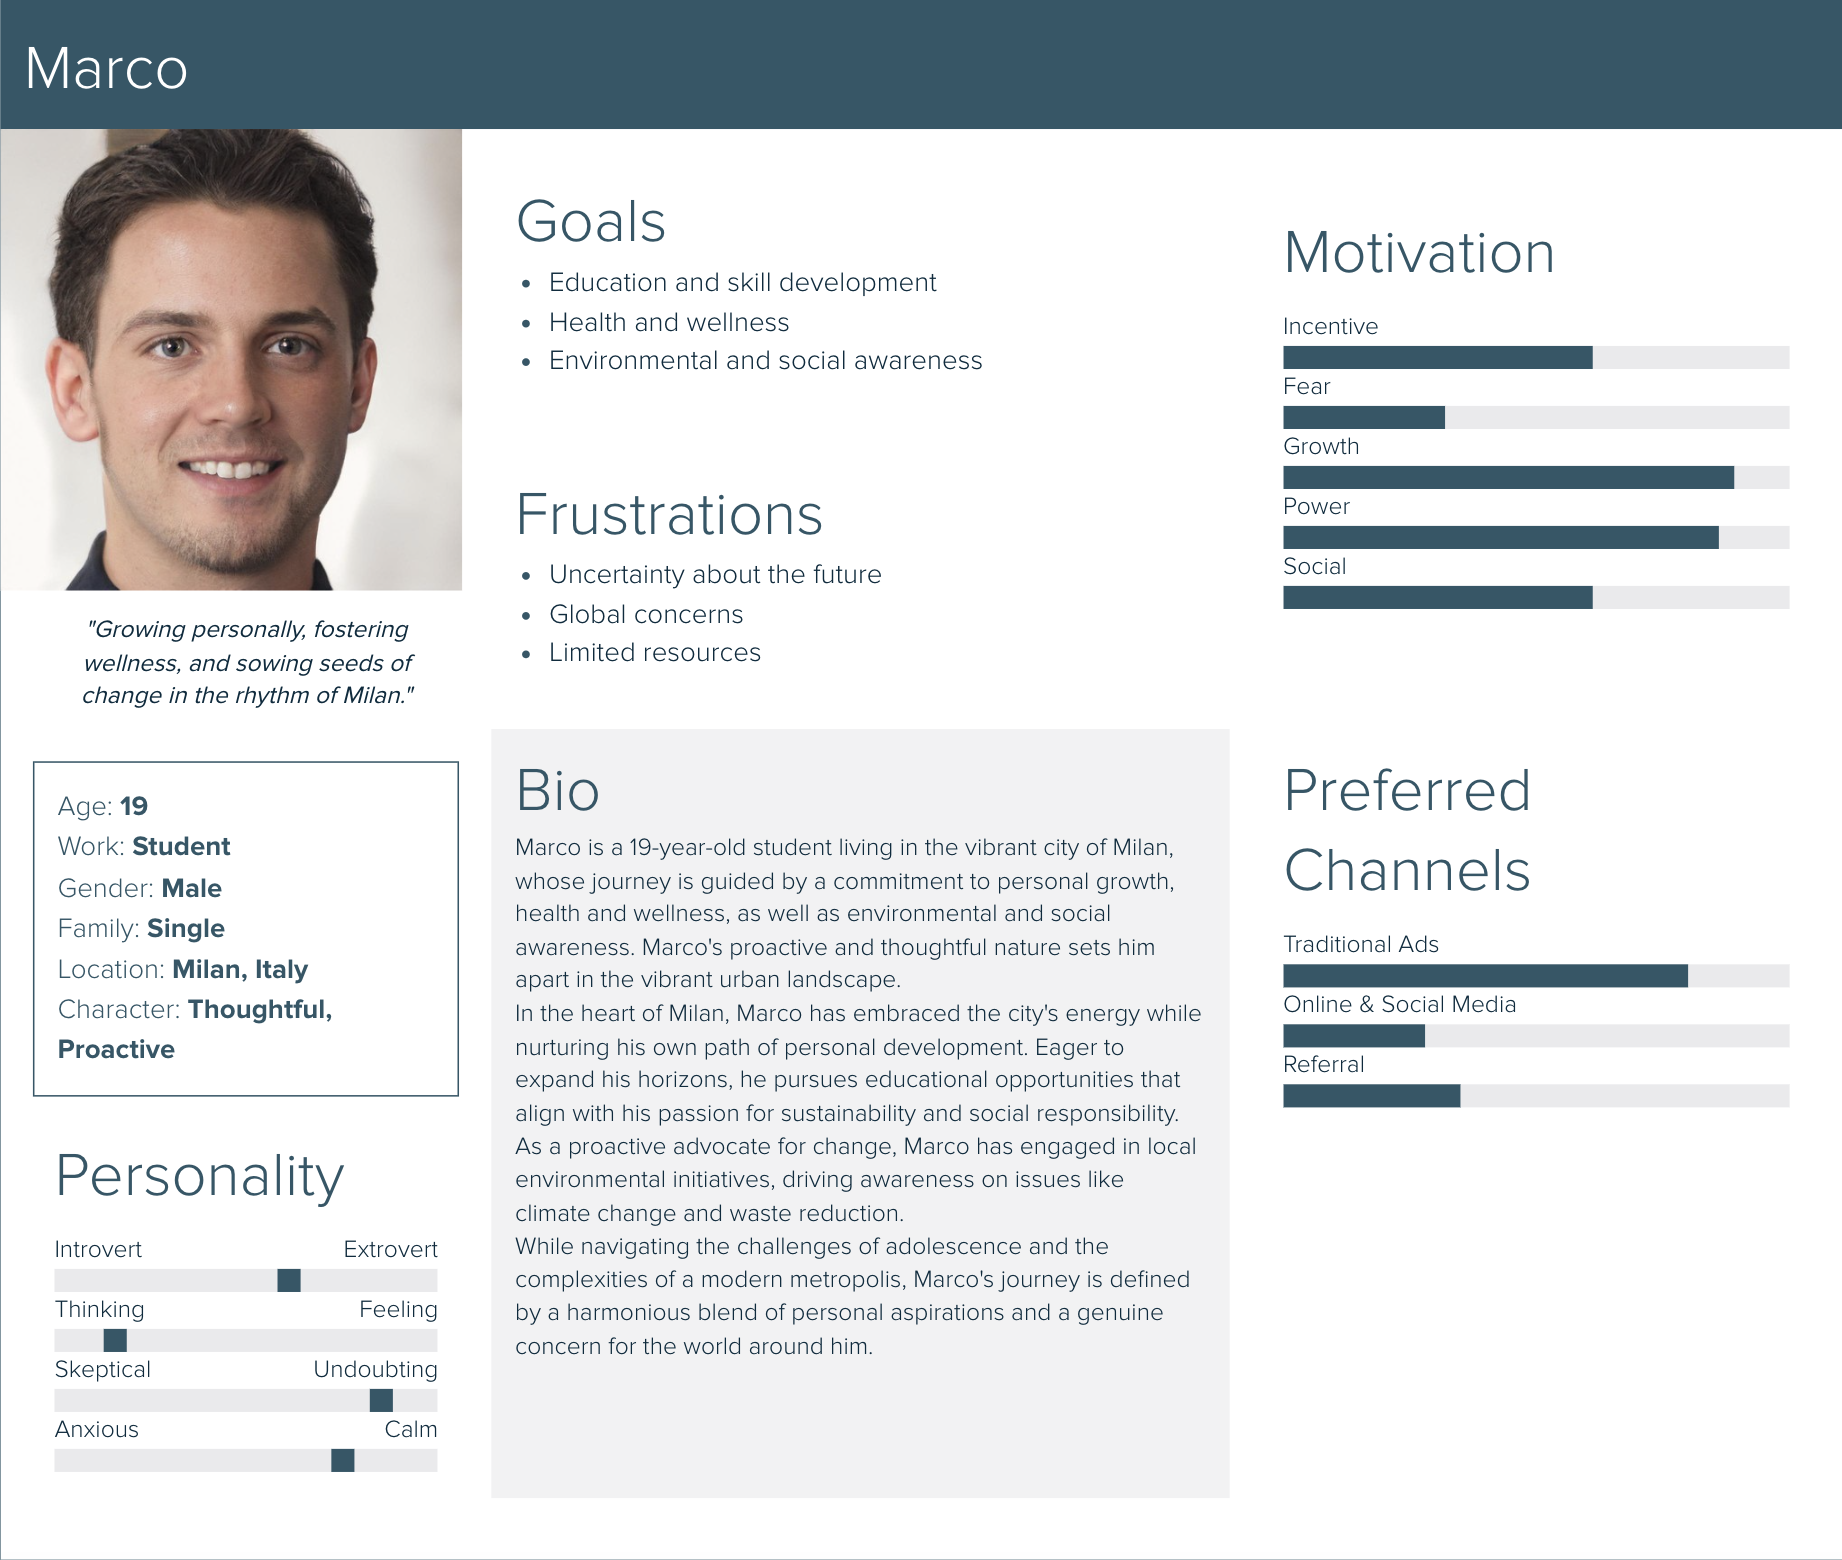 Marco
"Growing personally, fostering
wellness, and sowing seeds of
change in the rhythm of Milan."
Age: 19
Work: Student
Gender: Male
Family: Single
Location: Milan, Italy
Character: Thoughtful,
Proactive
Personality
Introvert Extrovert
Thinking Feeling
Skeptical Undoubting
Anxious Calm
Goals
• Education and skill development
• Health and wellness
• Environmental and social awareness
Frustrations
• Uncertainty about the future
• Global concerns
• Limited resources
Bio
Marco is a 19-year-old student living in the vibrant city of Milan,
whose journey is guided by a commitment to personal growth,
health and wellness, as well as environmental and social
awareness. Marco's proactive and thoughtful nature sets him
apart in the vibrant urban landscape.
In the heart of Milan, Marco has embraced the city's energy while
nurturing his own path of personal development. Eager to
expand his horizons, he pursues educational opportunities that
align with his passion for sustainability and social responsibility.
As a proactive advocate for change, Marco has engaged in local
environmental initiatives, driving awareness on issues like
climate change and waste reduction.
While navigating the challenges of adolescence and the
complexities of a modern metropolis, Marco's journey is defined
by a harmonious blend of personal aspirations and a genuine
concern for the world around him.
Motivation
Incentive
Fear
Growth
Power
Social
Preferred
Channels
Traditional Ads
Online & Social Media
Referral